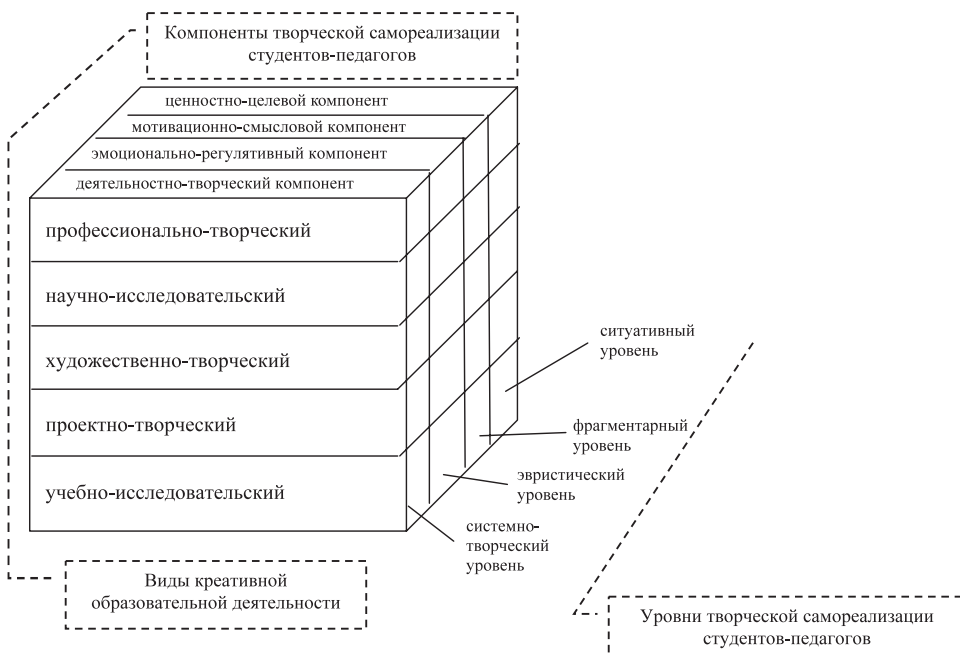 Компоненты творческой самореализации
студентов-педагогов
ценностно-целевой компонент
мотивационно-смысловой компонент
эмоционально-регулятивный компонент
деятельностно-творческий компонент
профессионально-творческий
научно-исследовательский
художественно-творческий
проектно-творческий
учебно-исследовательский
ситуативный
уровень
фрагментарный
уровень
эвристический
уровень
системно-
творческий
уровень
Виды креативной
образовательной деятельности
Уровни творческой самореализации
студентов-педагогов